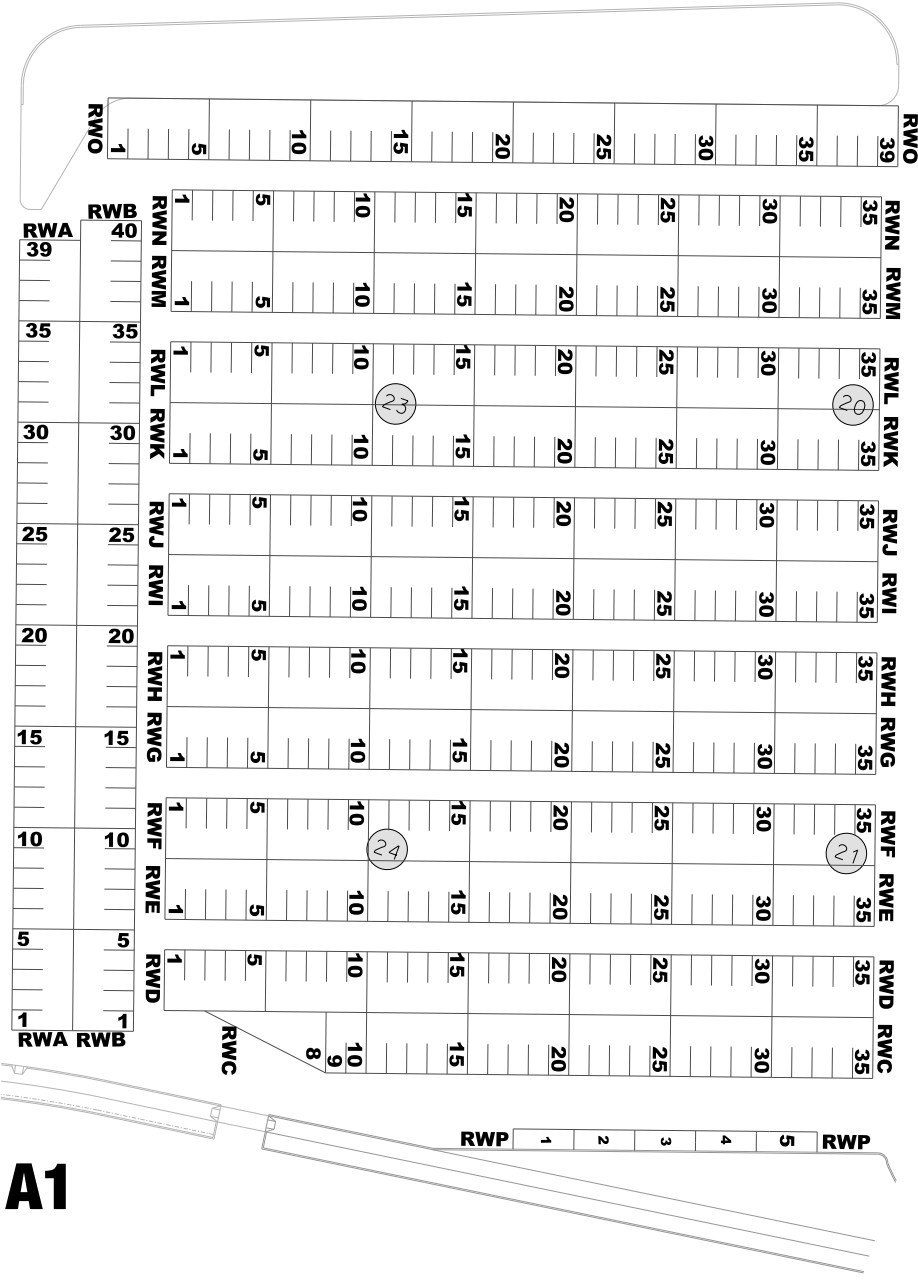 RWO 1 5 10 15 20 25 30 35 39 RWO
RWB
RWA
40
39
35 35
30 30
25 25
20 20
15 15
10 10
5 5
1 1
RWA RWB
RWN 1 5 10 15 20 25 30 35 RWN
RWM 1 5 10 15 20 25 30 35 RWM
RWL 1 5 10 15 20 25 30 35 RWL
23 20
RWK 1 5 10 15 20 25 30 35 RWK
RWJ 1 5 10 15 20 25 30 35 RWJ
RWI 1 5 10 15 20 25 30 35 RWI
RWH 1 5 10 15 20 25 30 35 RWH
RWG 1 5 10 15 20 25 30 35 RWG
RWF 1 5 10 15 20 25 30 35 RWF
24 21
RWE 1 5 10 15 20 25 30 35 RWE
RWD 1 5 10 15 20 25 30 35 RWD
RWC 8 9 10 15 20 25 30 35 RWC
RWP 1 2 3 4 5 RWP
A1